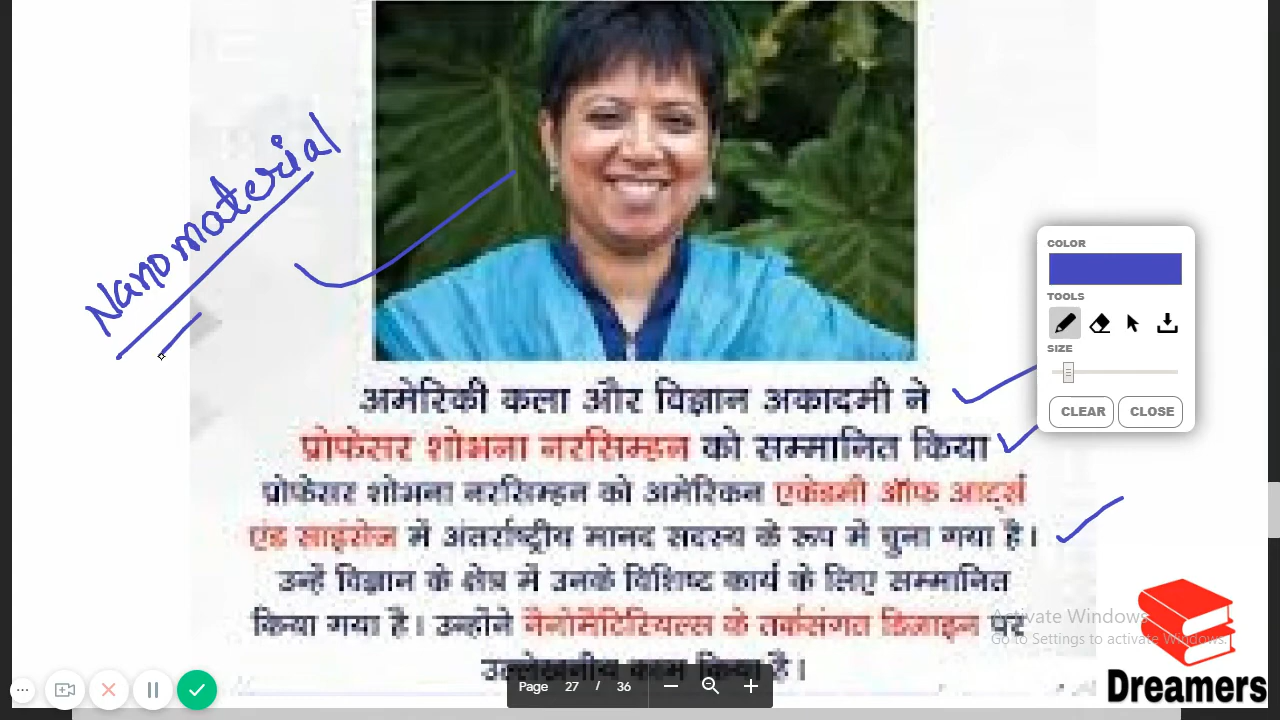 Nanomaterial
अमेरिकी कला और विज्ञान अकादमी ने
प्रोफेसर शोभना नरसिम्हन को सम्मानित किया
प्रोफेसर शोभना नरसिम्हन को अमेरिकन एकेडमी ऑफ आर्ट्स
एंड साइंसेज में अंतर्राष्ट्रीय मानद सदस्य के रूप में चुना गया है।
उन्हें विज्ञान के क्षेत्र में उनके विशिष्ट कार्य के लिए सम्मानित
किया गया है। उन्होंने नैनोमैटिरियल्स के तर्कसंगत डिजाइन पर
उल्लेखनीय काम किया है।
COLOR
TOOLS
SIZE
CLEAR CLOSE
Activate Windows
Go to Settings to activate Windows.
Page 27 / 36
Dreamers